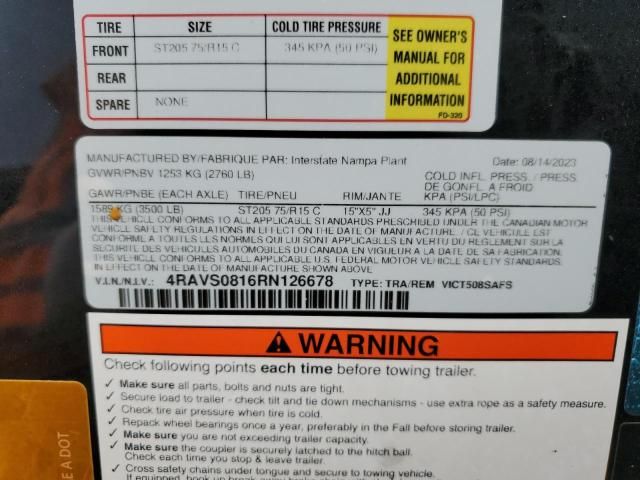 TIRE SIZE COLD TIRE PRESSURE
FRONT ST205 75/R15 C 345 KPA (50 PSI)
REAR
SPARE NONE
SEE OWNER'S
MANUAL FOR
ADDITIONAL
INFORMATION
FD-320
MANUFACTURED BY/FABRIQUE PAR: Interstate Nampa Plant Date: 08/14/2023
GVWR/PNBV 1253 KG (2760 LB) COLD INFL. PRESS. / PRESS.
DE GONFL. A FROID
GAWR/PNBE (EACH AXLE) TIRE/PNEU RIM/JANTE KPA (PSI/LPC)
1589 KG (3500 LB) ST205 75/R15 C 15"X5" JJ 345 KPA (50 PSI)
THIS VEHICLE CONFORMS TO ALL APPLICABLE STANDARDS PRESCRIBED UNDER THE CANADIAN MOTOR
VEHICLE SAFETY REGULATIONS IN EFFECT ON THE DATE OF MANUFACTURE. / CE VEHICULE EST
CONFORME A TOUTES LES NORMES QUI LUI SONT APPLICABLES EN VERTU DU REGLEMENT SUR LA
SECURITE DES VEHICULES AUTOMOBILES DU CANADA EN VIGUEUR A LA DATE DE SA FABRICATION.
THIS VEHICLE CONFORMS TO ALL APPLICABLE U.S. FEDERAL MOTOR VEHICLE SAFETY STANDARDS
IN EFFECT ON THE DATE OF MANUFACTURE SHOWN ABOVE
V.I.N./N.I.V.: 4RAVS0816RN126678 TYPE: TRA/REM VICT508SAFS
WARNING
Check following points each time before towing trailer.
✓ Make sure all parts, bolts and nuts are tight.
✓ Secure load to trailer - check tilt and tie down mechanisms - use extra rope as a safety measure.
✓ Check tire air pressure when tire is cold.
✓ Repack wheel bearings once a year, preferably in the Fall before storing trailer.
✓ Make sure you are not exceeding trailer capacity.
✓ Make sure the coupler is securely latched to the hitch ball.
Check each time you stop & leave trailer.
✓ Cross safety chains under tongue and secure to towing vehicle.
E A DOT